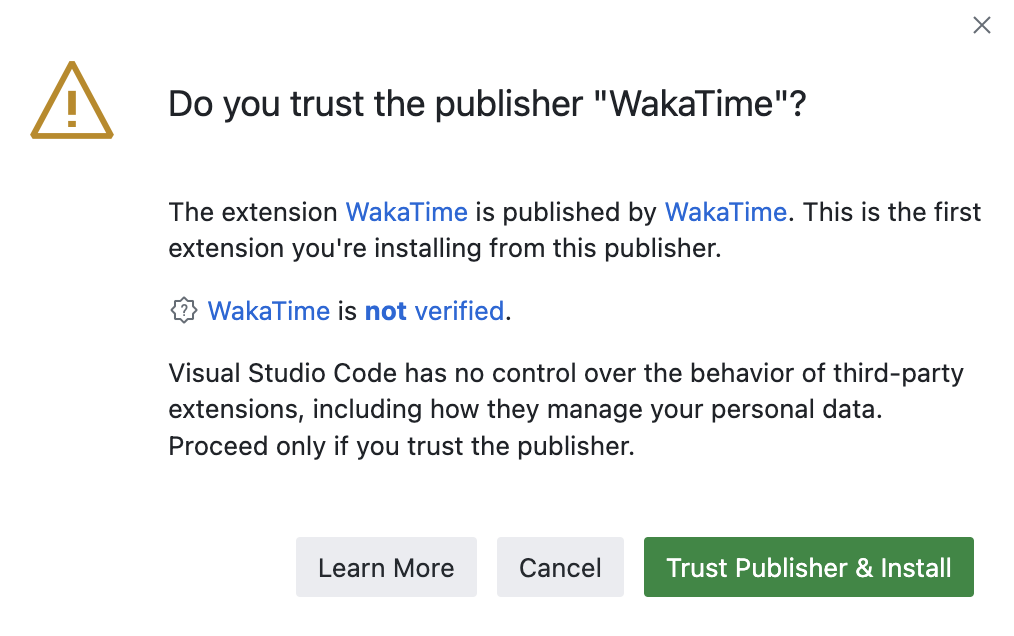 Do you trust the publisher "WakaTime"?
The extension WakaTime is published by WakaTime. This is the first
extension you're installing from this publisher.
WakaTime is not verified.
Visual Studio Code has no control over the behavior of third-party
extensions, including how they manage your personal data.
Proceed only if you trust the publisher.
Learn More Cancel Trust Publisher & Install